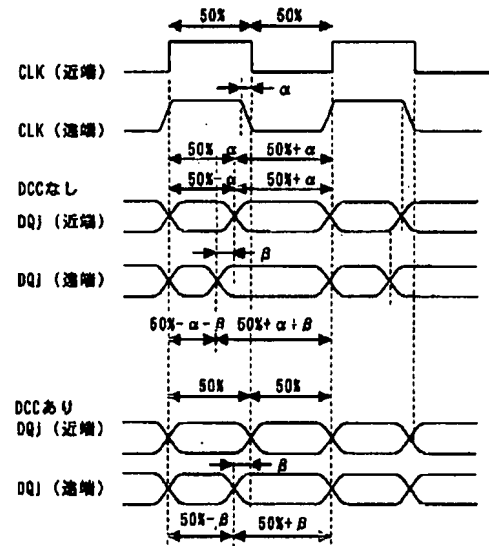 50% 50%
CLK (近端)
α
CLK (遠端)
50%-α 50%+α
DCCなし
50%-α 50%+α
DQj (近端)
β
DQj (遠端)
50%-α-β 50%+α+β
50% 50%
DCCあり
DQj (近端)
β
DQj (遠端)
50%-β 50%+β